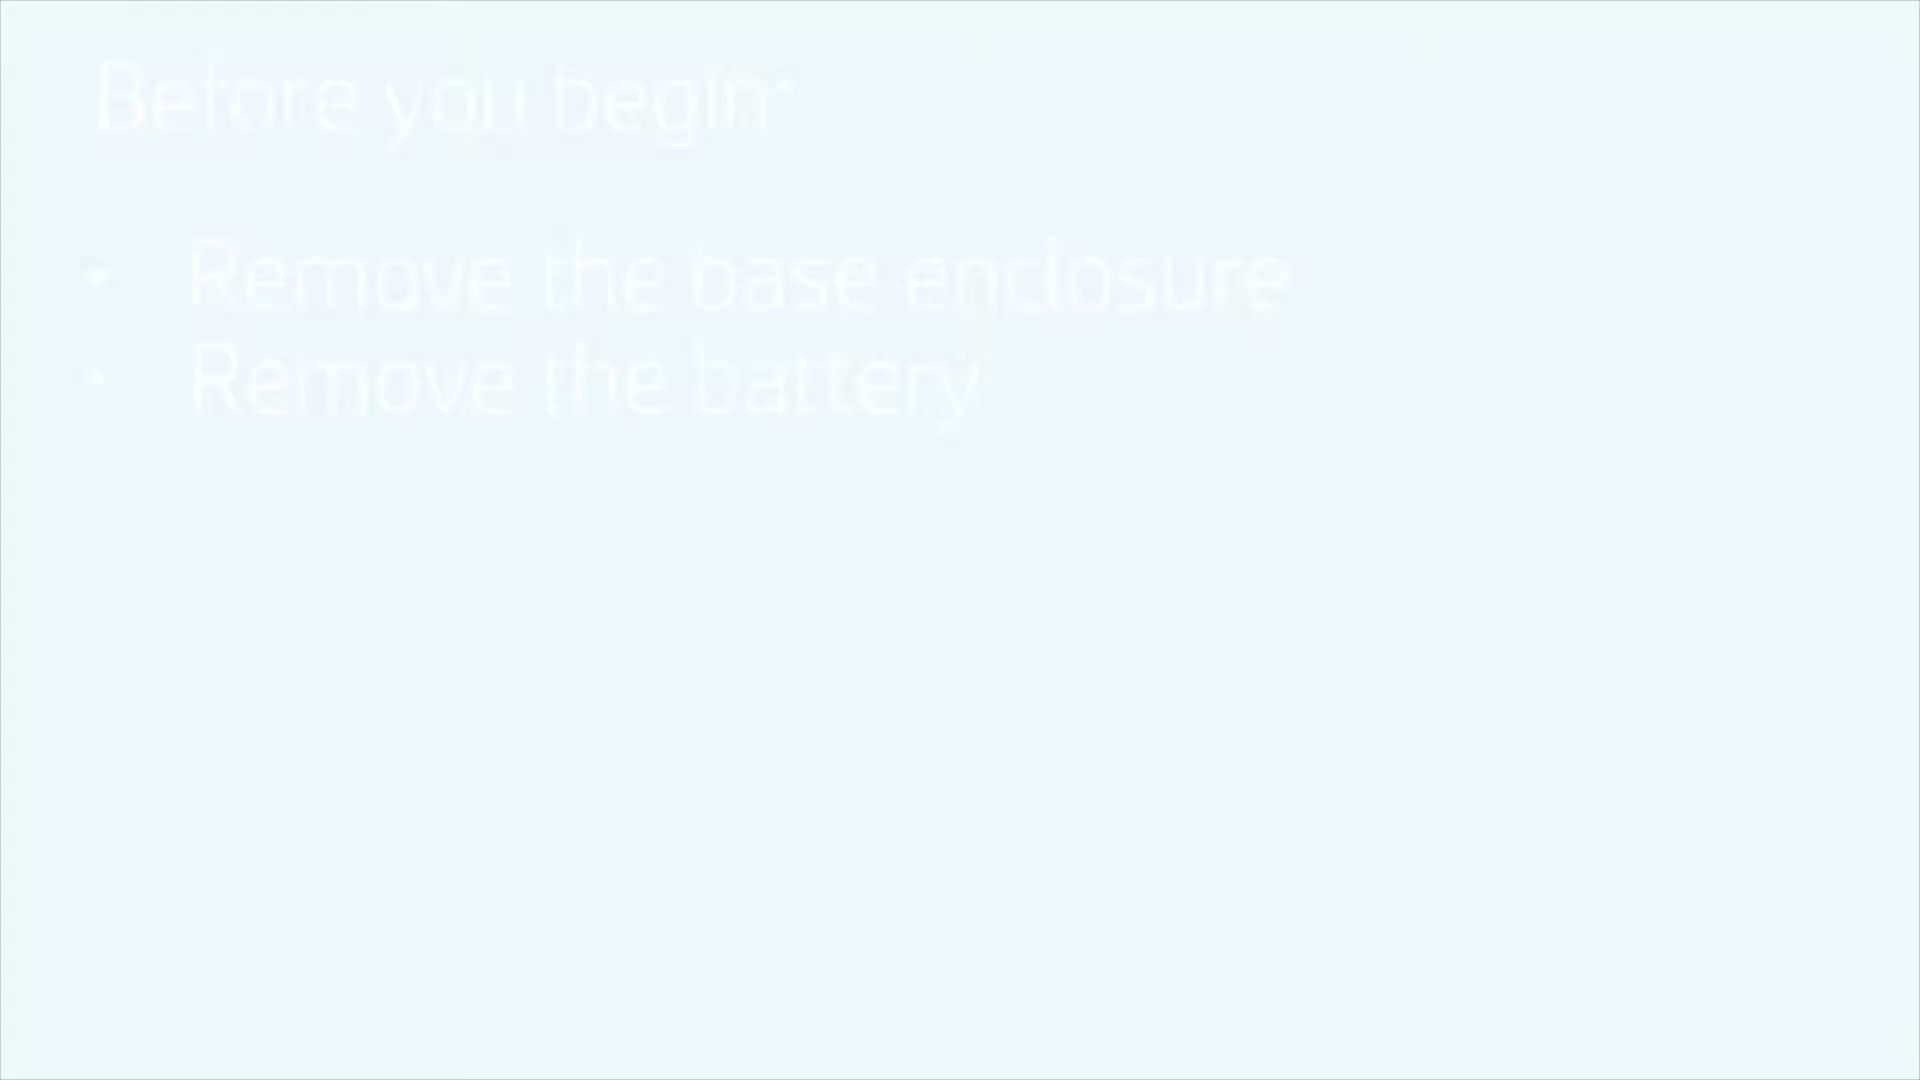 Before you begin:
• Remove the base enclosure
• Remove the battery